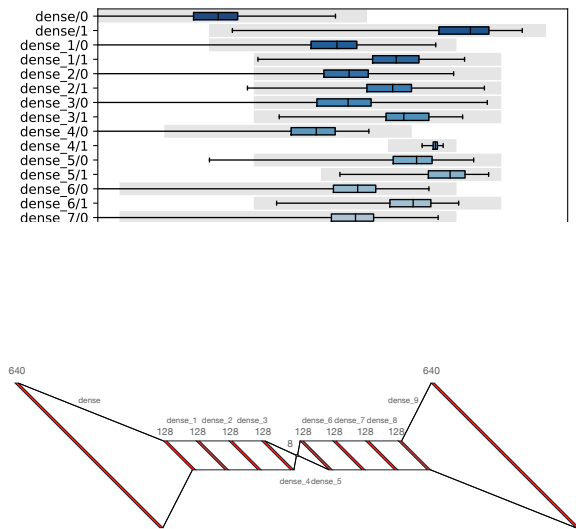 dense/0
dense/1
dense_1/0
dense_1/1
dense_2/0
dense_2/1
dense_3/0
dense_3/1
dense_4/0
dense_4/1
dense_5/0
dense_5/1
dense_6/0
dense_6/1
dense_7/0
640 640
dense dense_9
dense_1 dense_2 dense_3 dense_6 dense_7 dense_8
128 128 128 128 128 128 128 128
8
dense_4 dense_5